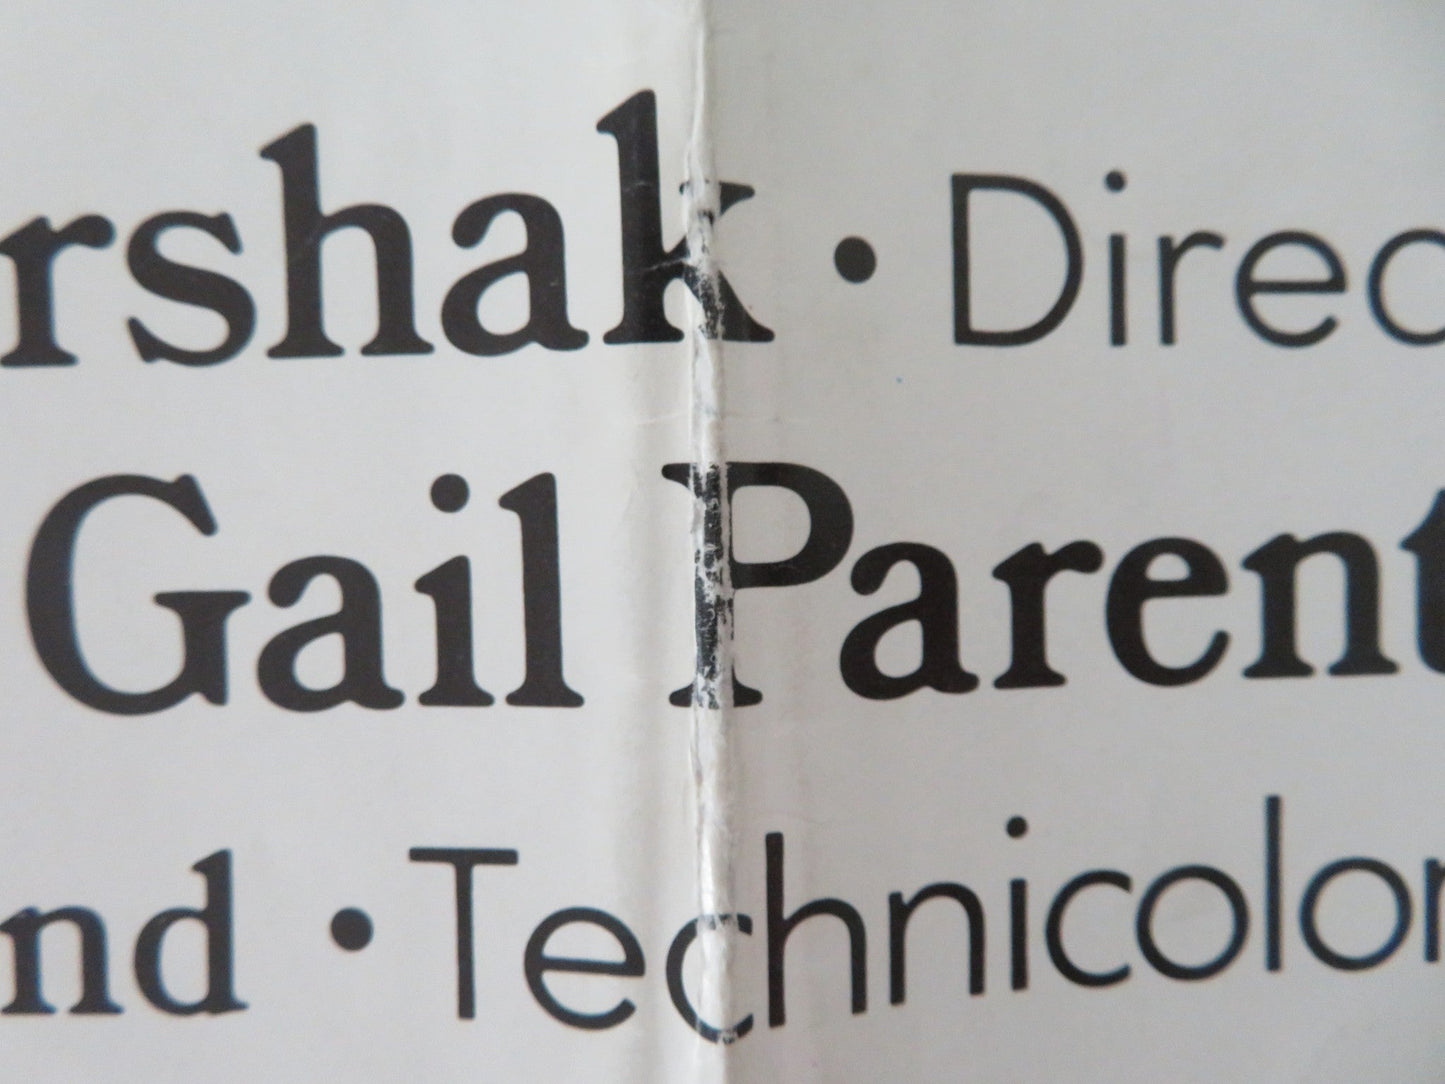 rshak • Direc
Gail Parent
nd • Technicolor